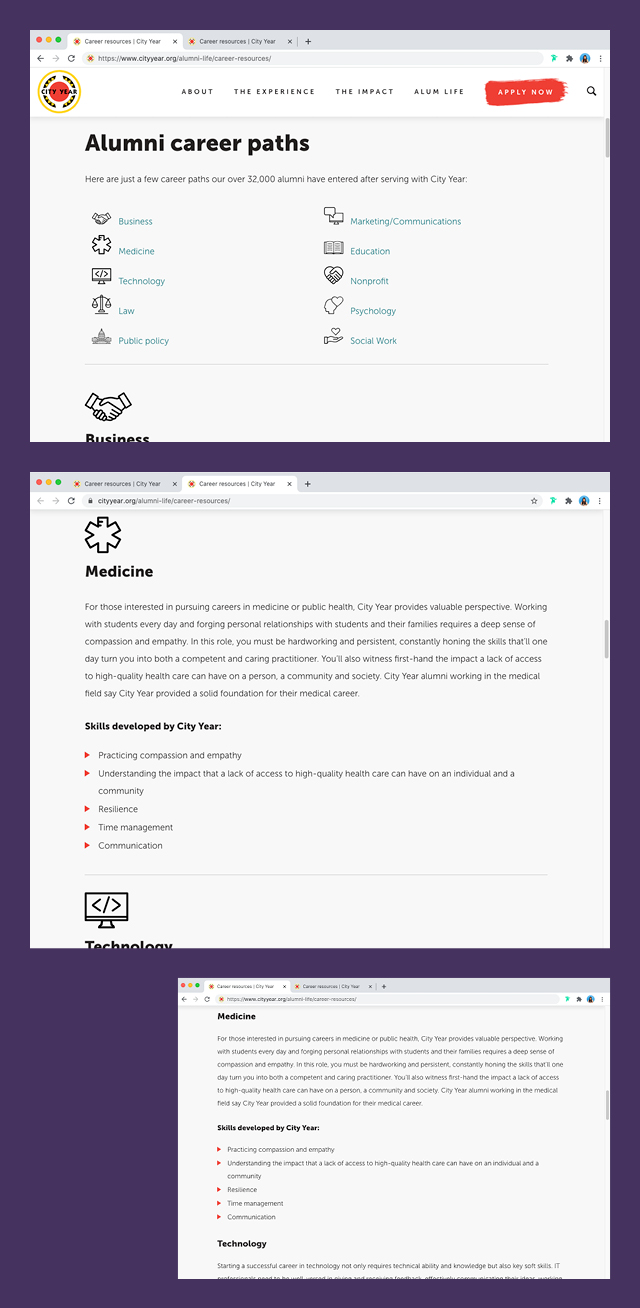 Career resources | City Year
Career resources | City Year
https://www.cityyear.org/alumni-life/career-resources/
CITY YEAR
ABOUT
THE EXPERIENCE
THE IMPACT
ALUM LIFE
APPLY NOW
Alumni career paths
Here are just a few career paths our over 32,000 alumni have entered after serving with City Year:
Business
Marketing/Communications
Medicine
Education
Technology
Nonprofit
Law
Psychology
Public policy
Social Work
Business
Career resources | City Year
Career resources | City Year
cityyear.org/alumni-life/career-resources/
Medicine
For those interested in pursuing careers in medicine or public health, City Year provides valuable perspective. Working
with students every day and forging personal relationships with students and their families requires a deep sense of
compassion and empathy. In this role, you must be hardworking and persistent, constantly honing the skills that'll one
day turn you into both a competent and caring practitioner. You'll also witness first-hand the impact a lack of access
to high-quality health care can have on a person, a community and society. City Year alumni working in the medical
field say City Year provided a solid foundation for their medical career.
Skills developed by City Year:
Practicing compassion and empathy
Understanding the impact that a lack of access to high-quality health care can have on an individual and a
community
Resilience
Time management
Communication
</>
Technology
Career resources | City Year
Career resources | City Year
https://www.cityyear.org/alumni-life/career-resources/
Medicine
For those interested in pursuing careers in medicine or public health, City Year provides valuable perspective. Working
with students every day and forging personal relationships with students and their families requires a deep sense of
compassion and empathy. In this role, you must be hardworking and persistent, constantly honing the skills that'll one
day turn you into both a competent and caring practitioner. You'll also witness first-hand the impact a lack of access
to high-quality health care can have on a person, a community and society. City Year alumni working in the medical
field say City Year provided a solid foundation for their medical career.
Skills developed by City Year:
Practicing compassion and empathy
Understanding the impact that a lack of access to high-quality health care can have on an individual and a
community
Resilience
Time management
Communication
Technology
Starting a successful career in technology not only requires technical ability and knowledge but also key soft skills. IT
professionals need to be well-versed in giving and receiving feedback, effectively communicating their ideas, working